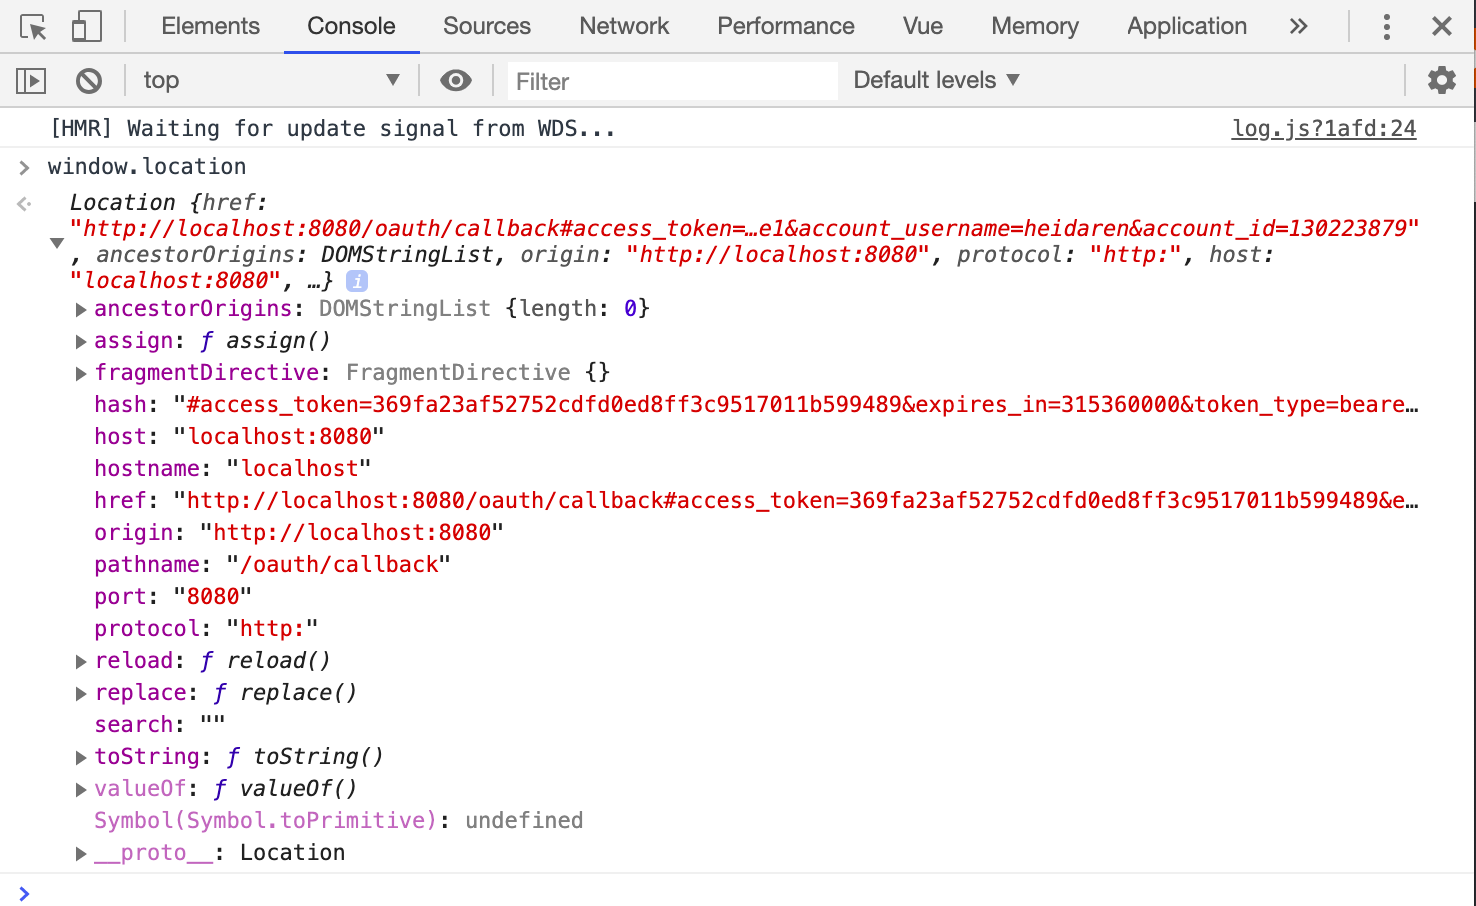 Elements Console Sources Network Performance Vue Memory Application »
top Filter Default levels
[HMR] Waiting for update signal from WDS... log.js?1afd:24
window.location
Location {href:
"http://localhost:8080/oauth/callback#access_token=…e1&account_username=heidaren&account_id=130223879"
, ancestorOrigins: DOMStringList, origin: "http://localhost:8080", protocol: "http:", host:
"localhost:8080", …} i
ancestorOrigins: DOMStringList {length: 0}
assign: ƒ assign()
fragmentDirective: FragmentDirective {}
hash: "#access_token=369fa23af52752cdfd0ed8ff3c9517011b599489&expires_in=315360000&token_type=beare…
host: "localhost:8080"
hostname: "localhost"
href: "http://localhost:8080/oauth/callback#access_token=369fa23af52752cdfd0ed8ff3c9517011b599489&e…
origin: "http://localhost:8080"
pathname: "/oauth/callback"
port: "8080"
protocol: "http:"
reload: ƒ reload()
replace: ƒ replace()
search: ""
toString: ƒ toString()
valueOf: ƒ valueOf()
Symbol(Symbol.toPrimitive): undefined
__proto__: Location